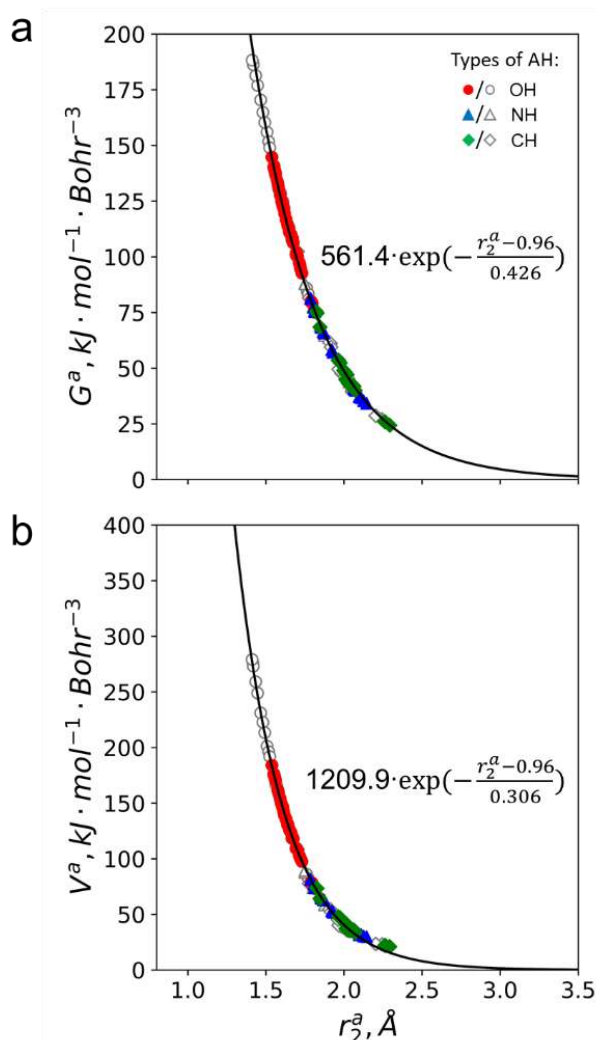 a
200
175
150
125
100
75
50
25
0
Gᵃ, kJ · mol⁻¹ · Bohr⁻³
Types of AH:
●/○ OH
▲/△ NH
◆/◇ CH
561.4·exp(−(r₂ᵃ−0.96)/0.426)
b
400
350
300
250
200
150
100
50
0
Vᵃ, kJ · mol⁻¹ · Bohr⁻³
1209.9·exp(−(r₂ᵃ−0.96)/0.306)
1.0 1.5 2.0 2.5 3.0 3.5
r₂ᵃ, Å